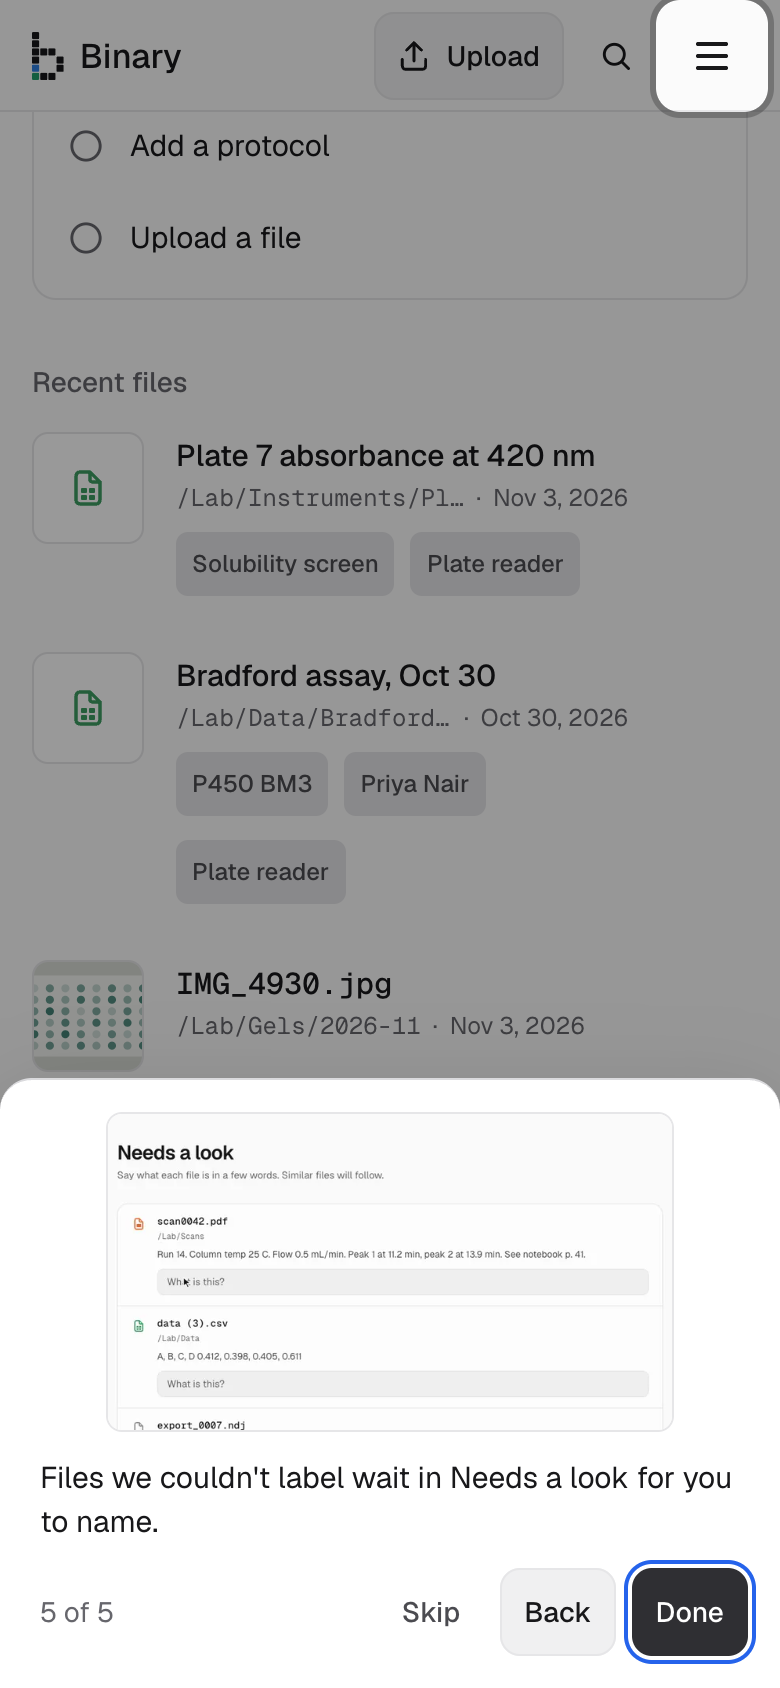 Binary
Upload
Add a protocol
Upload a file
Recent files
Plate 7 absorbance at 420 nm
/Lab/Instruments/Pl… · Nov 3, 2026
Solubility screen
Plate reader
Bradford assay, Oct 30
/Lab/Data/Bradford… · Oct 30, 2026
P450 BM3
Priya Nair
Plate reader
IMG_4930.jpg
/Lab/Gels/2026-11 · Nov 3, 2026
Needs a look
Say what each file is in a few words. Similar files will follow.
scan0042.pdf
/Lab/Scans
Run 14. Column temp 25 C. Flow 0.5 mL/min. Peak 1 at 11.2 min, peak 2 at 13.9 min. See notebook p. 41.
What is this?
data (3).csv
/Lab/Data
A, B, C, D 0.412, 0.398, 0.405, 0.611
What is this?
export_0007.ndj
Files we couldn't label wait in Needs a look for you
to name.
5 of 5
Skip
Back
Done